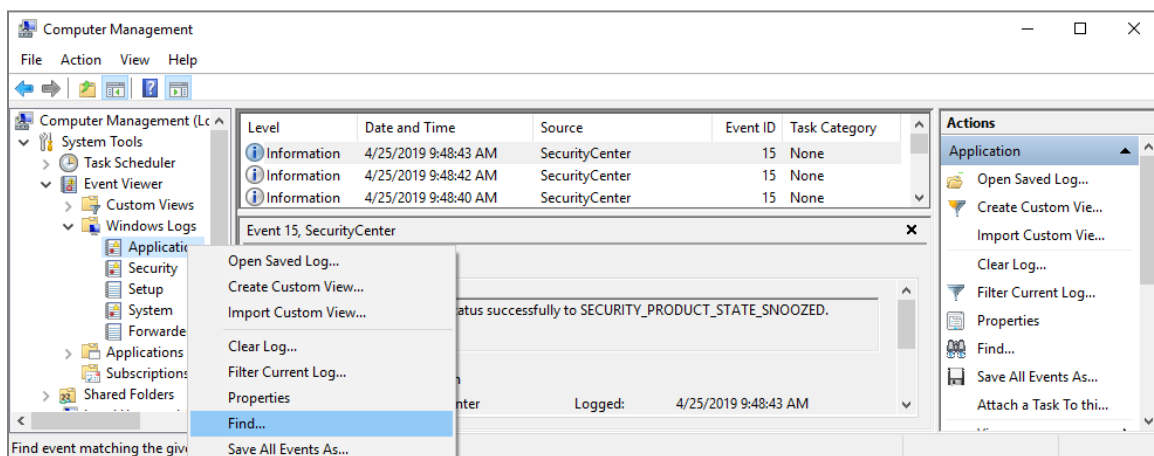 Computer Management
File Action View Help
Computer Management (Lc
System Tools
Task Scheduler
Event Viewer
Custom Views
Windows Logs
Applicatio
Security
Setup
System
Forwarde
Applications
Subscriptions
Shared Folders
Level Date and Time Source Event ID Task Category
Information 4/25/2019 9:48:43 AM SecurityCenter 15 None
Information 4/25/2019 9:48:42 AM SecurityCenter 15 None
Information 4/25/2019 9:48:40 AM SecurityCenter 15 None
Event 15, SecurityCenter
atus successfully to SECURITY_PRODUCT_STATE_SNOOZED.
nter Logged: 4/25/2019 9:48:43 AM
Open Saved Log...
Create Custom View...
Import Custom View...
Clear Log...
Filter Current Log...
Properties
Find...
Save All Events As...
Actions
Application
Open Saved Log...
Create Custom Vie...
Import Custom Vie...
Clear Log...
Filter Current Log...
Properties
Find...
Save All Events As...
Attach a Task To thi...
Find event matching the give